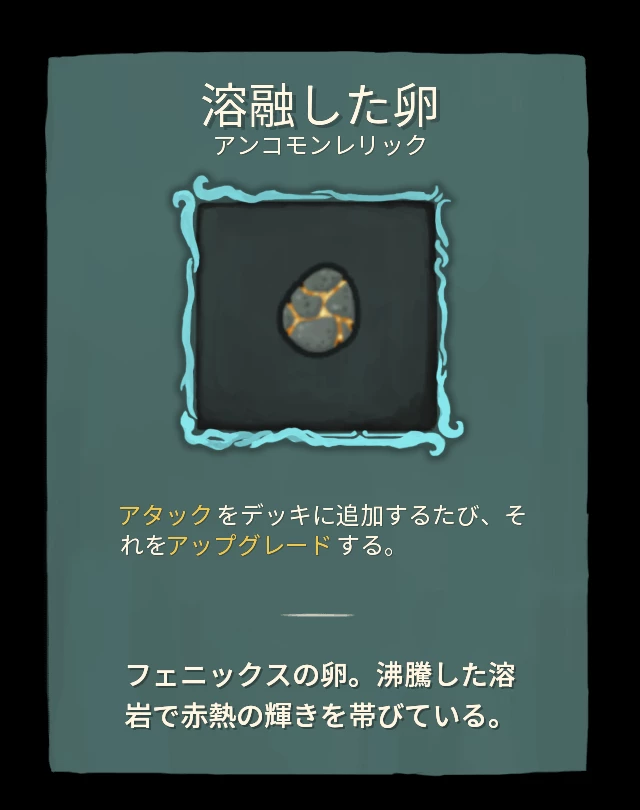 溶融した卵
アンコモンレリック
アタックをデッキに追加するたび、そ
れをアップグレードする。
フェニックスの卵。沸騰した溶
岩で赤熱の輝きを帯びている。